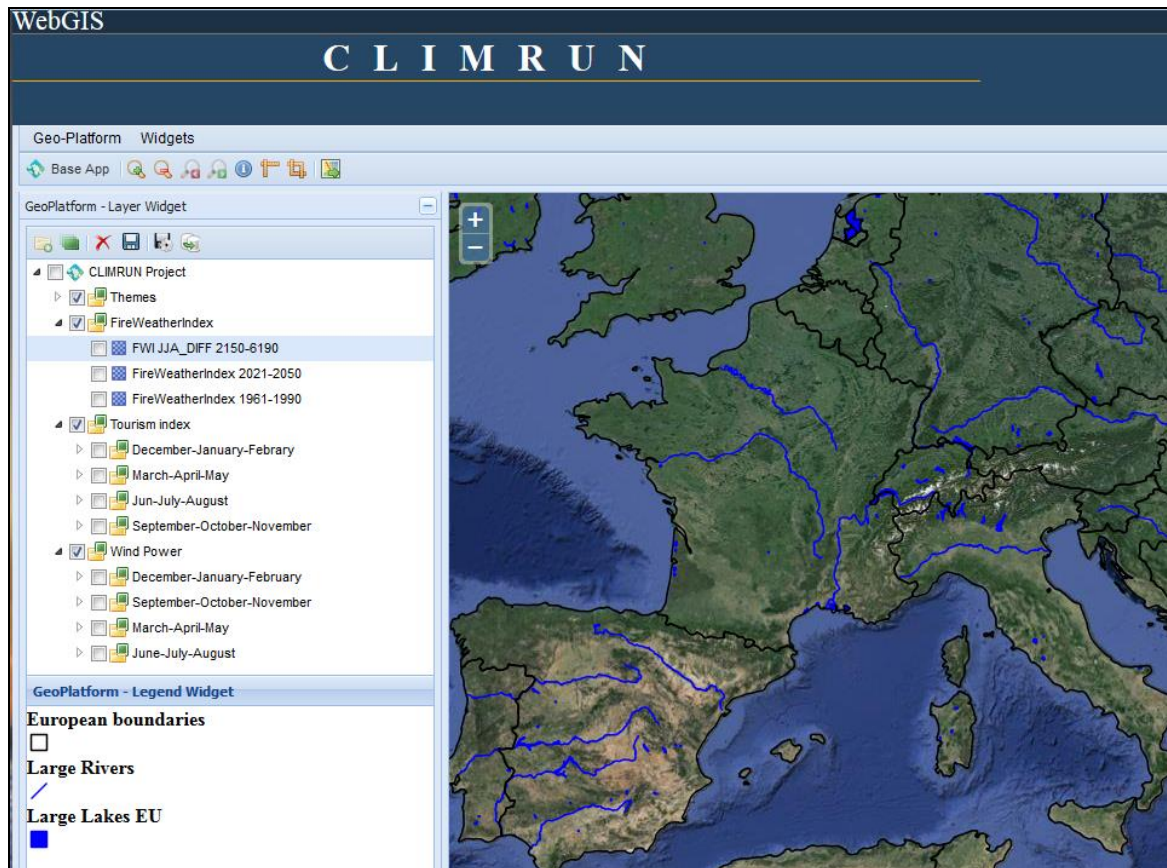 WebGIS
C L I M R U N
Geo-Platform Widgets
Base App
GeoPlatform - Layer Widget
CLIMRUN Project
Themes
FireWeatherIndex
FWI JJA_DIFF 2150-6190
FireWeatherIndex 2021-2050
FireWeatherIndex 1961-1990
Tourism index
December-January-Febrary
March-April-May
Jun-July-August
September-October-November
Wind Power
December-January-February
September-October-November
March-April-May
June-July-August
GeoPlatform - Legend Widget
European boundaries
Large Rivers
Large Lakes EU
+
−